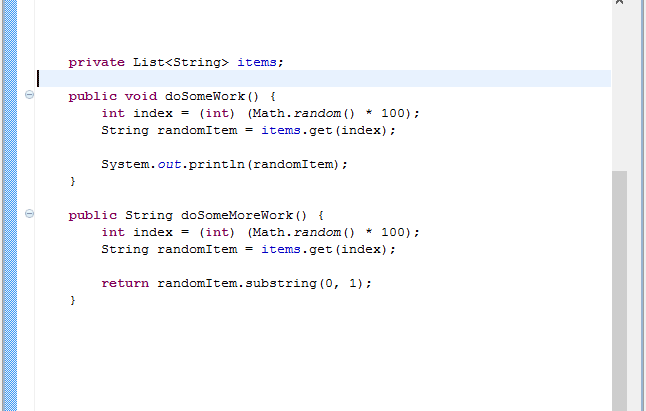 private List<String> items;
public void doSomeWork() {
int index = (int) (Math.random() * 100);
String randomItem = items.get(index);
System.out.println(randomItem);
}
public String doSomeMoreWork() {
int index = (int) (Math.random() * 100);
String randomItem = items.get(index);
return randomItem.substring(0, 1);
}